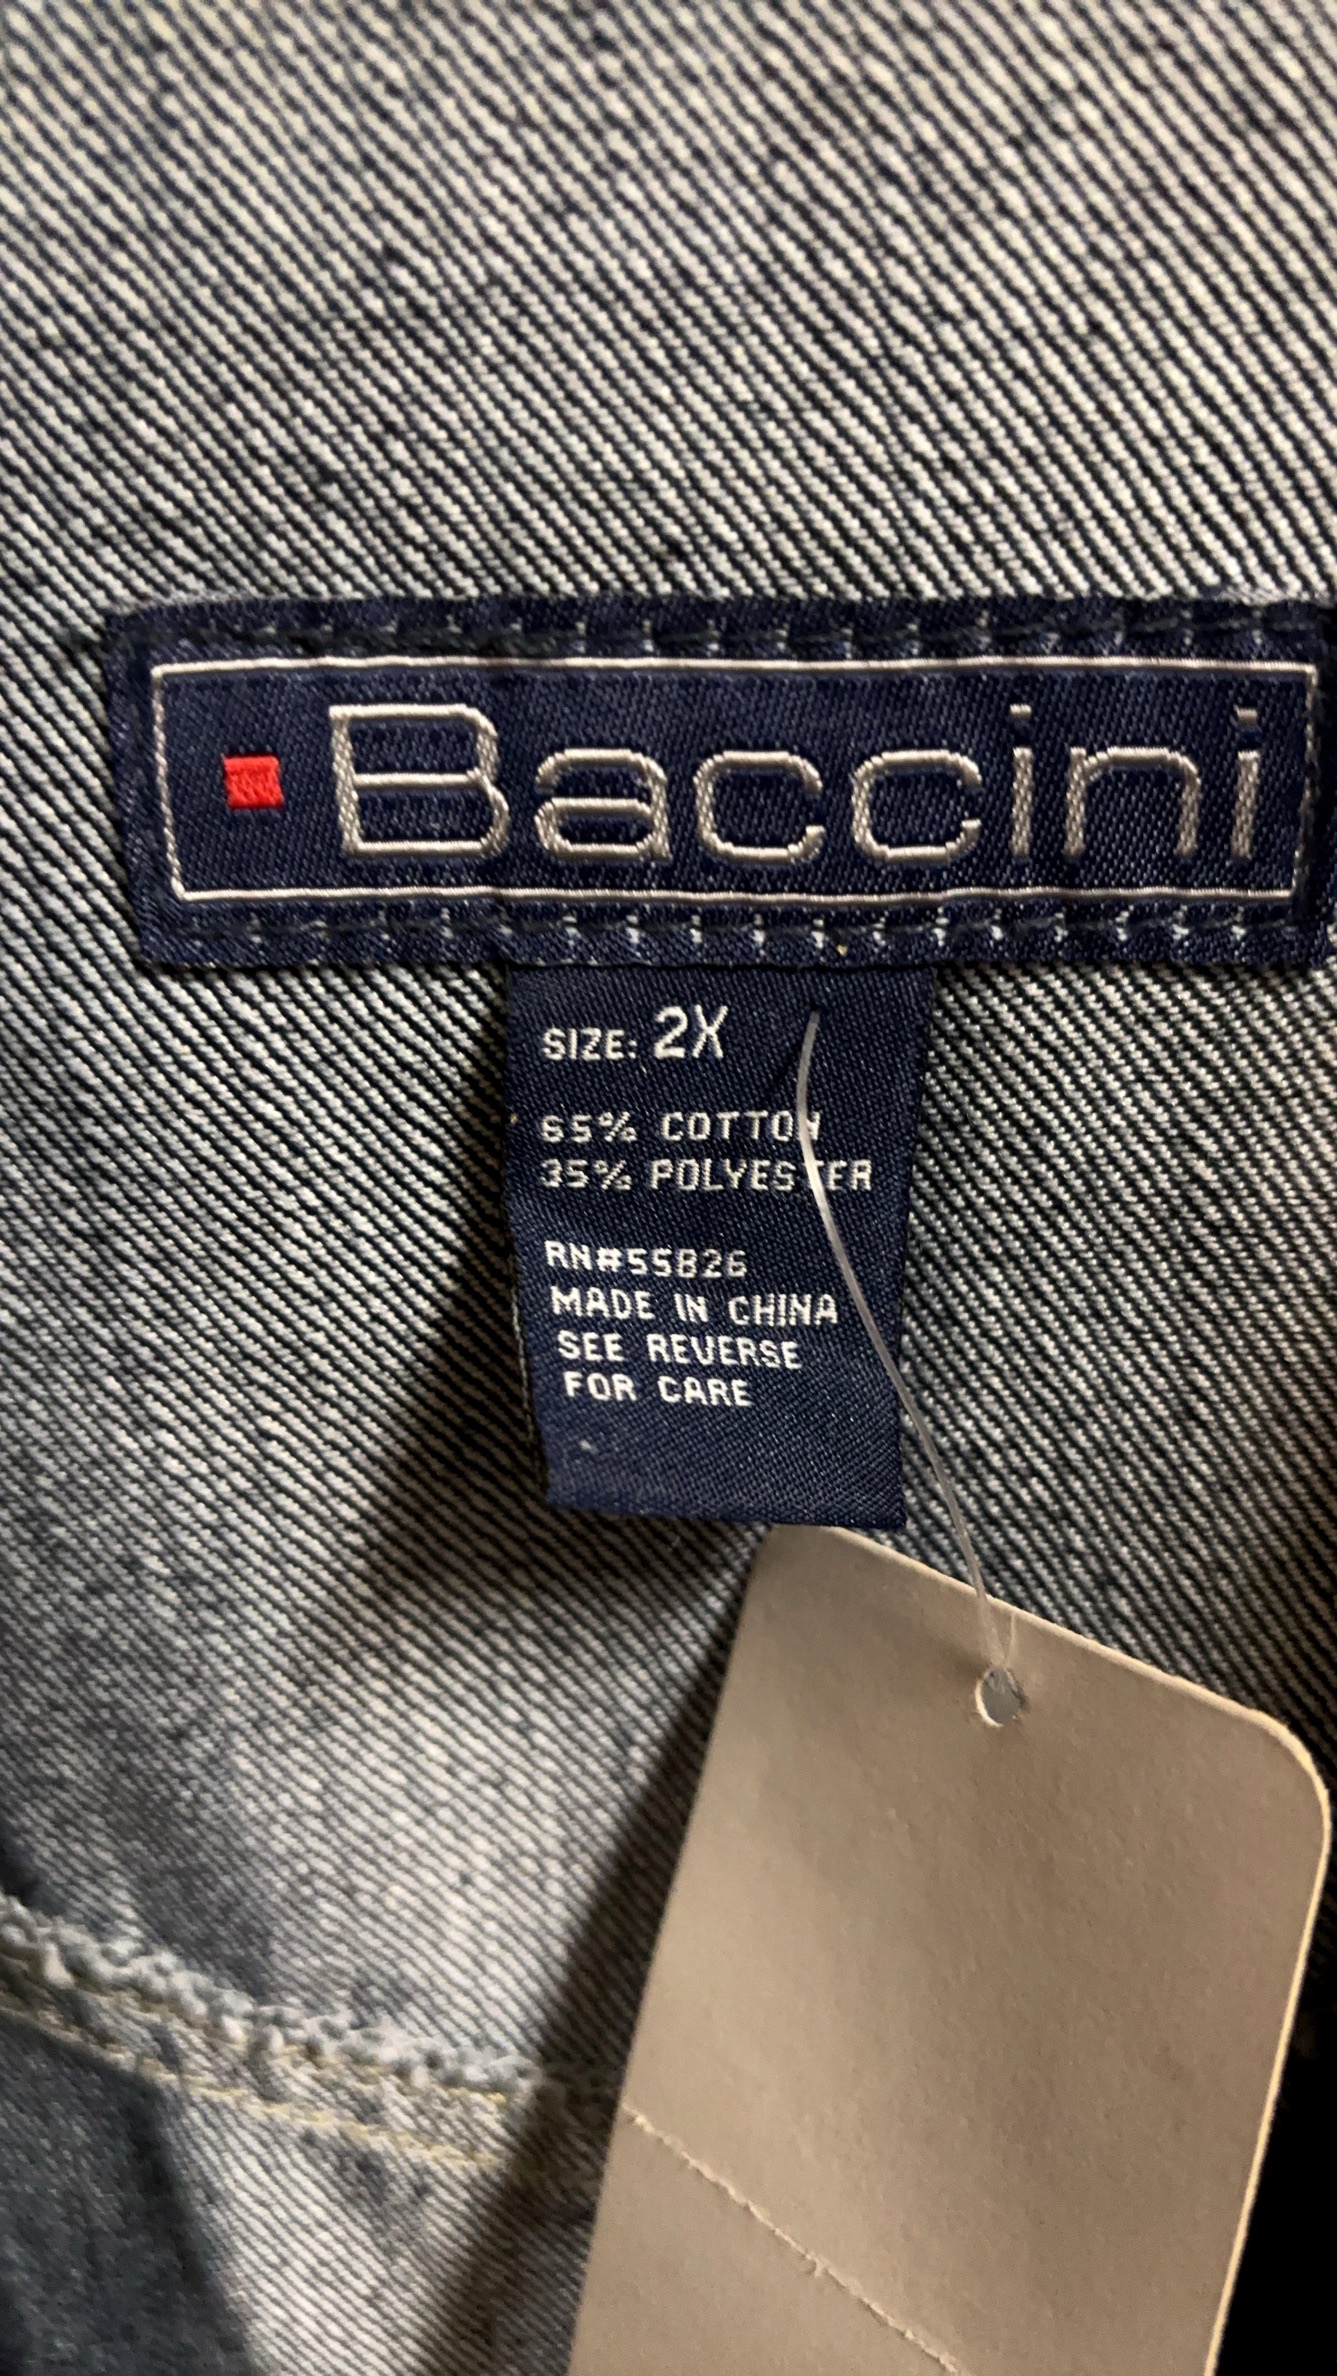 Baccini
SIZE: 2X
65% COTTON
35% POLYESTER
RN#55826
MADE IN CHINA
SEE REVERSE
FOR CARE